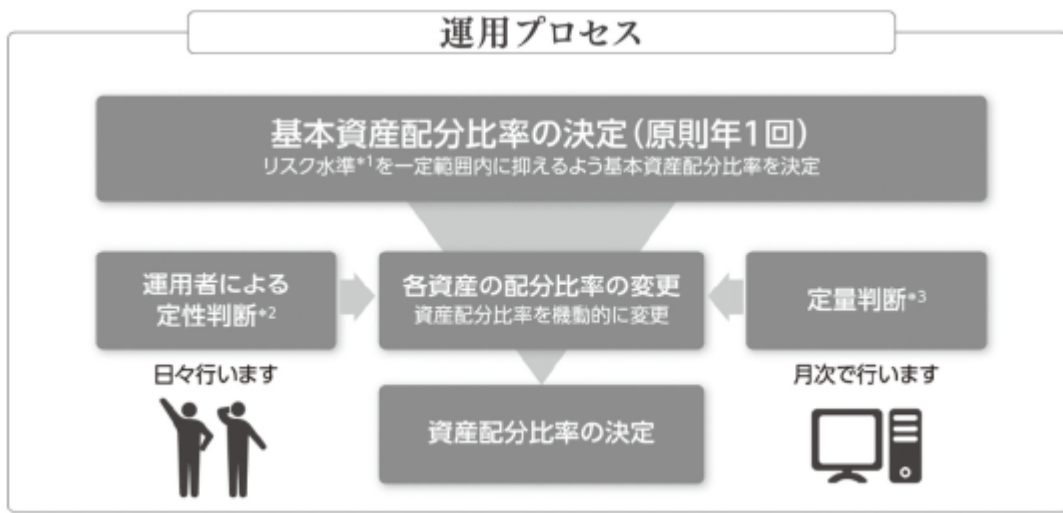 運用プロセス
基本資産配分比率の決定(原則年1回)
リスク水準*1を一定範囲内に抑えるよう基本資産配分比率を決定
運用者による
定性判断*2
日々行います
各資産の配分比率の変更
資産配分比率を機動的に変更
定量判断*3
月次で行います
資産配分比率の決定